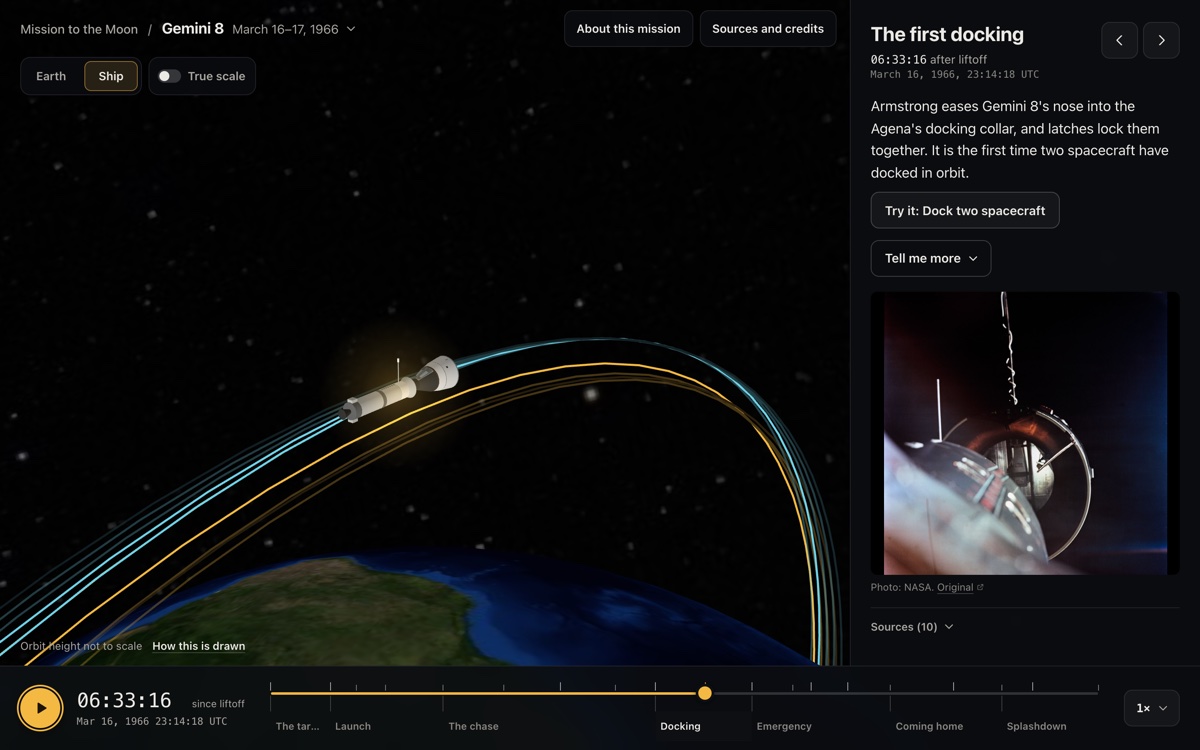 Mission to the Moon / Gemini 8 March 16–17, 1966
About this mission
Sources and credits
Earth
Ship
True scale
Orbit height not to scale How this is drawn
The first docking
06:33:16 after liftoff
March 16, 1966, 23:14:18 UTC
Armstrong eases Gemini 8's nose into the
Agena's docking collar, and latches lock them
together. It is the first time two spacecraft have
docked in orbit.
Try it: Dock two spacecraft
Tell me more
Photo: NASA. Original
Sources (10)
06:33:16 since liftoff
Mar 16, 1966 23:14:18 UTC
The tar...
Launch
The chase
Docking
Emergency
Coming home
Splashdown
1×